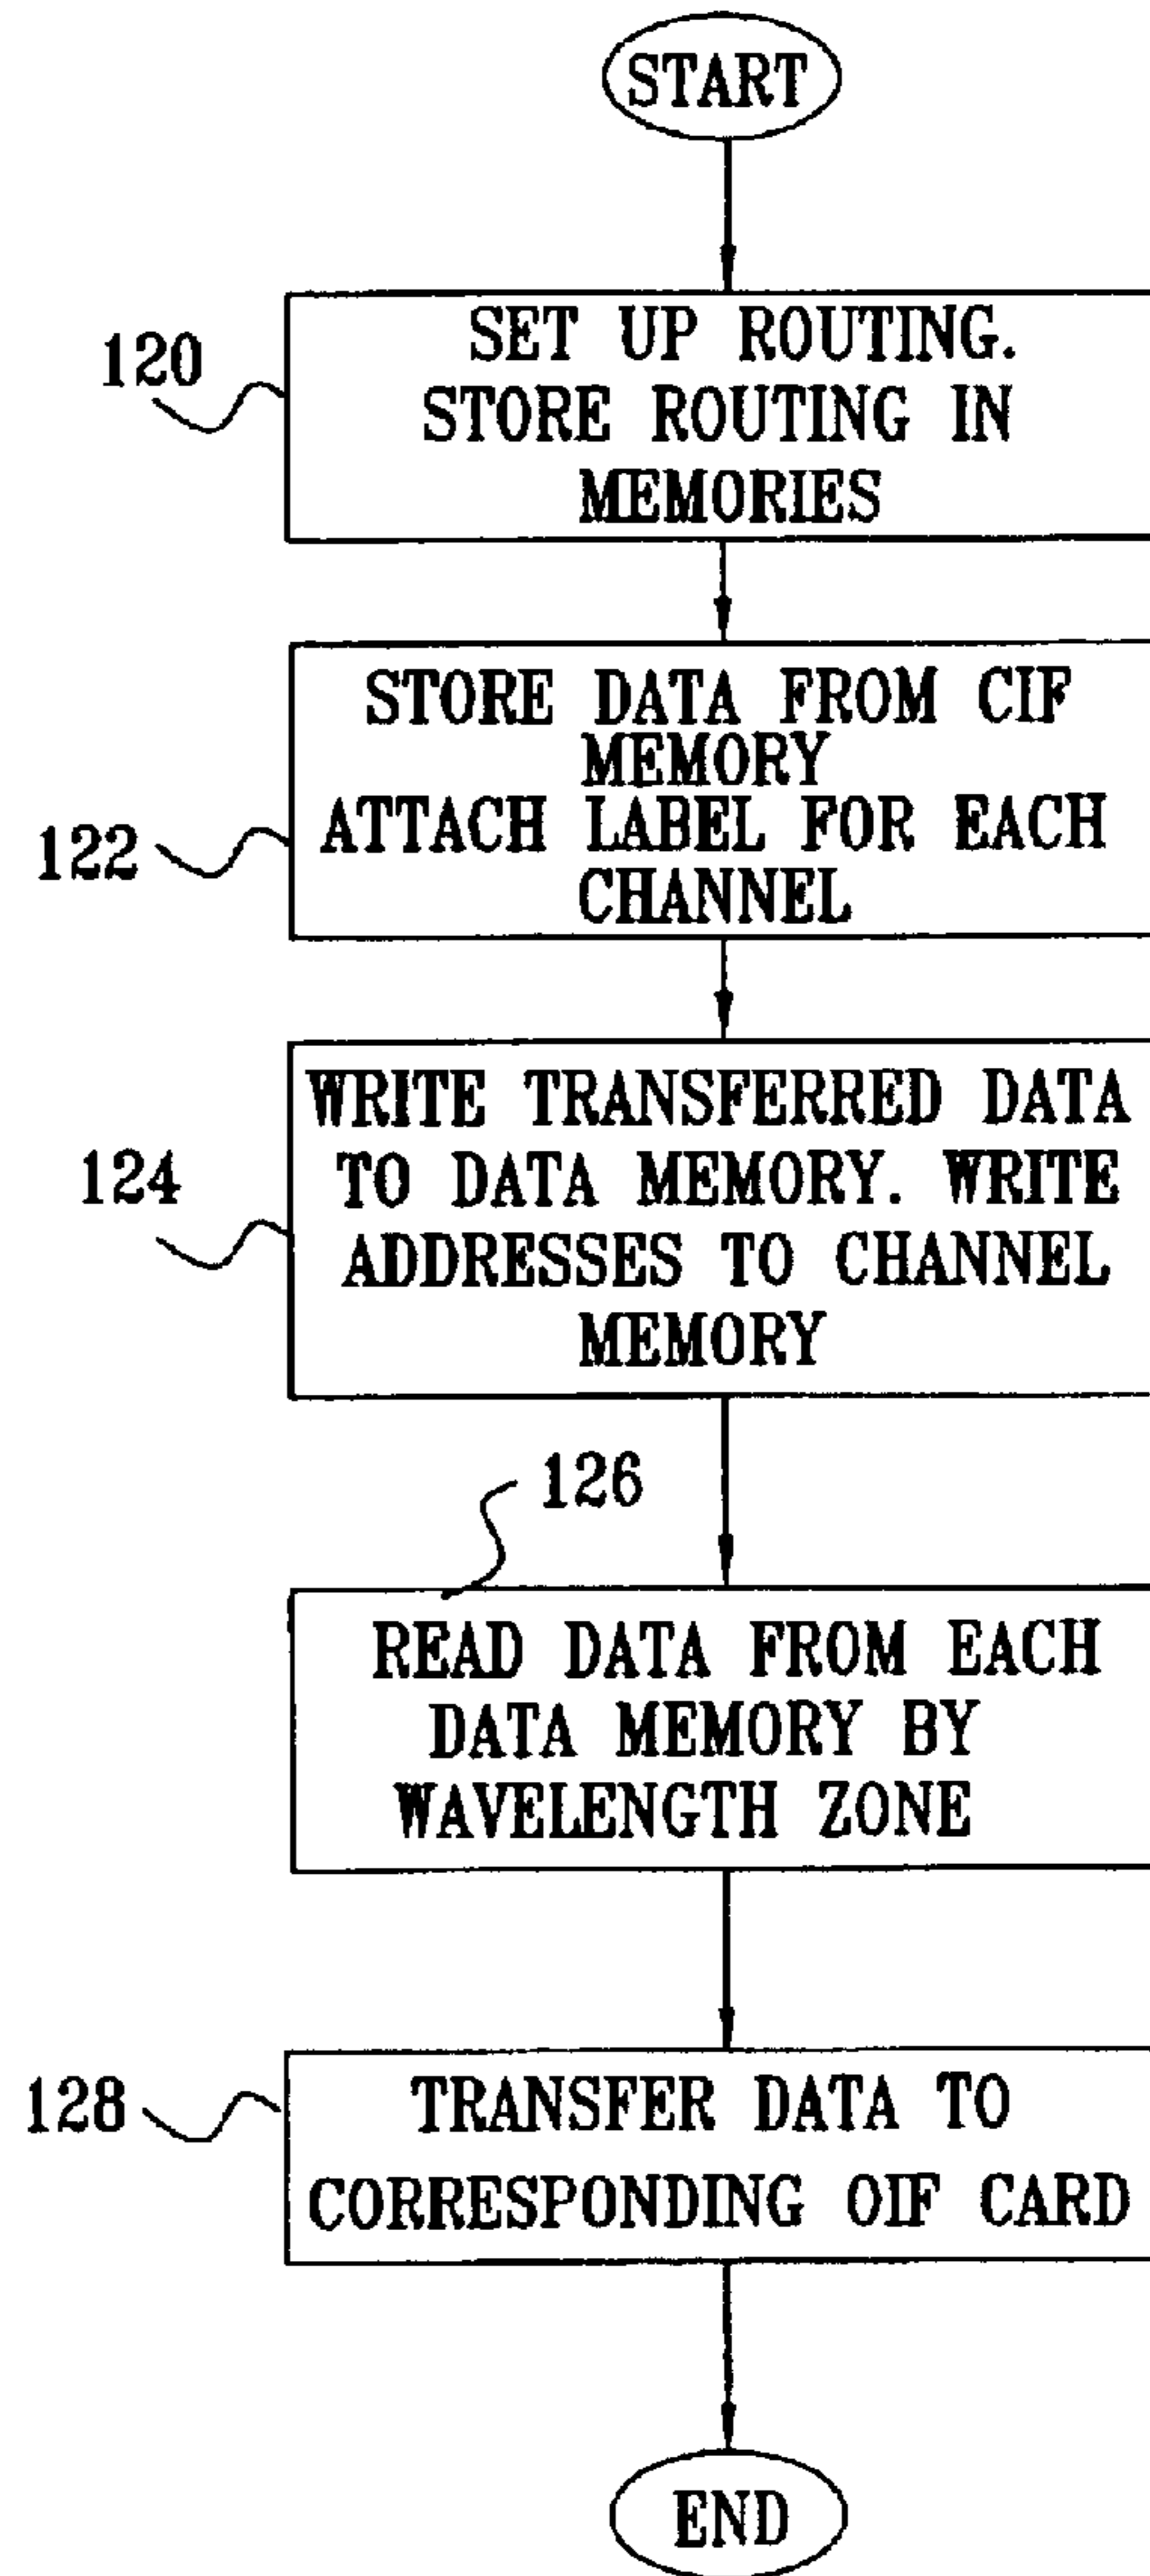 START
120
SET UP ROUTING.
STORE ROUTING IN
MEMORIES
122
STORE DATA FROM CIF
MEMORY
ATTACH LABEL FOR EACH
CHANNEL
124
WRITE TRANSFERRED DATA
TO DATA MEMORY. WRITE
ADDRESSES TO CHANNEL
MEMORY
126
READ DATA FROM EACH
DATA MEMORY BY
WAVELENGTH ZONE
128
TRANSFER DATA TO
CORRESPONDING OIF CARD
END